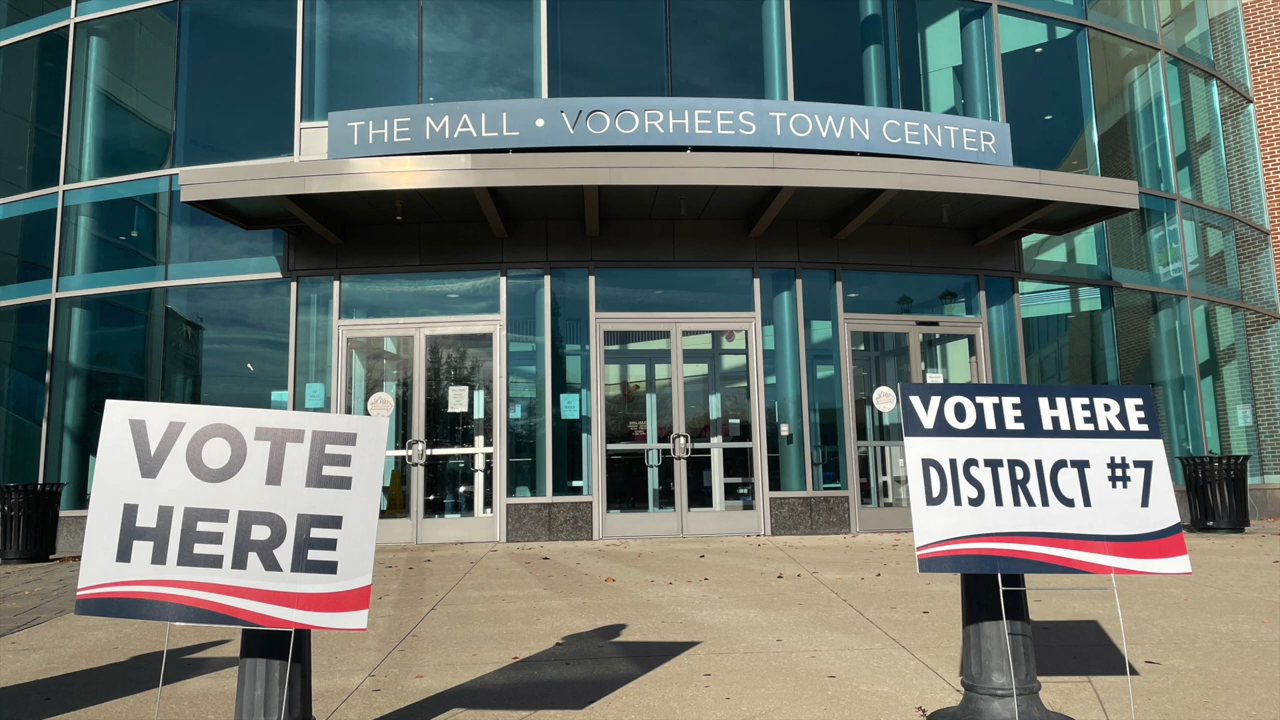 THE MALL • VOORHEES TOWN CENTER
VOTE
HERE
VOTE HERE
DISTRICT #7